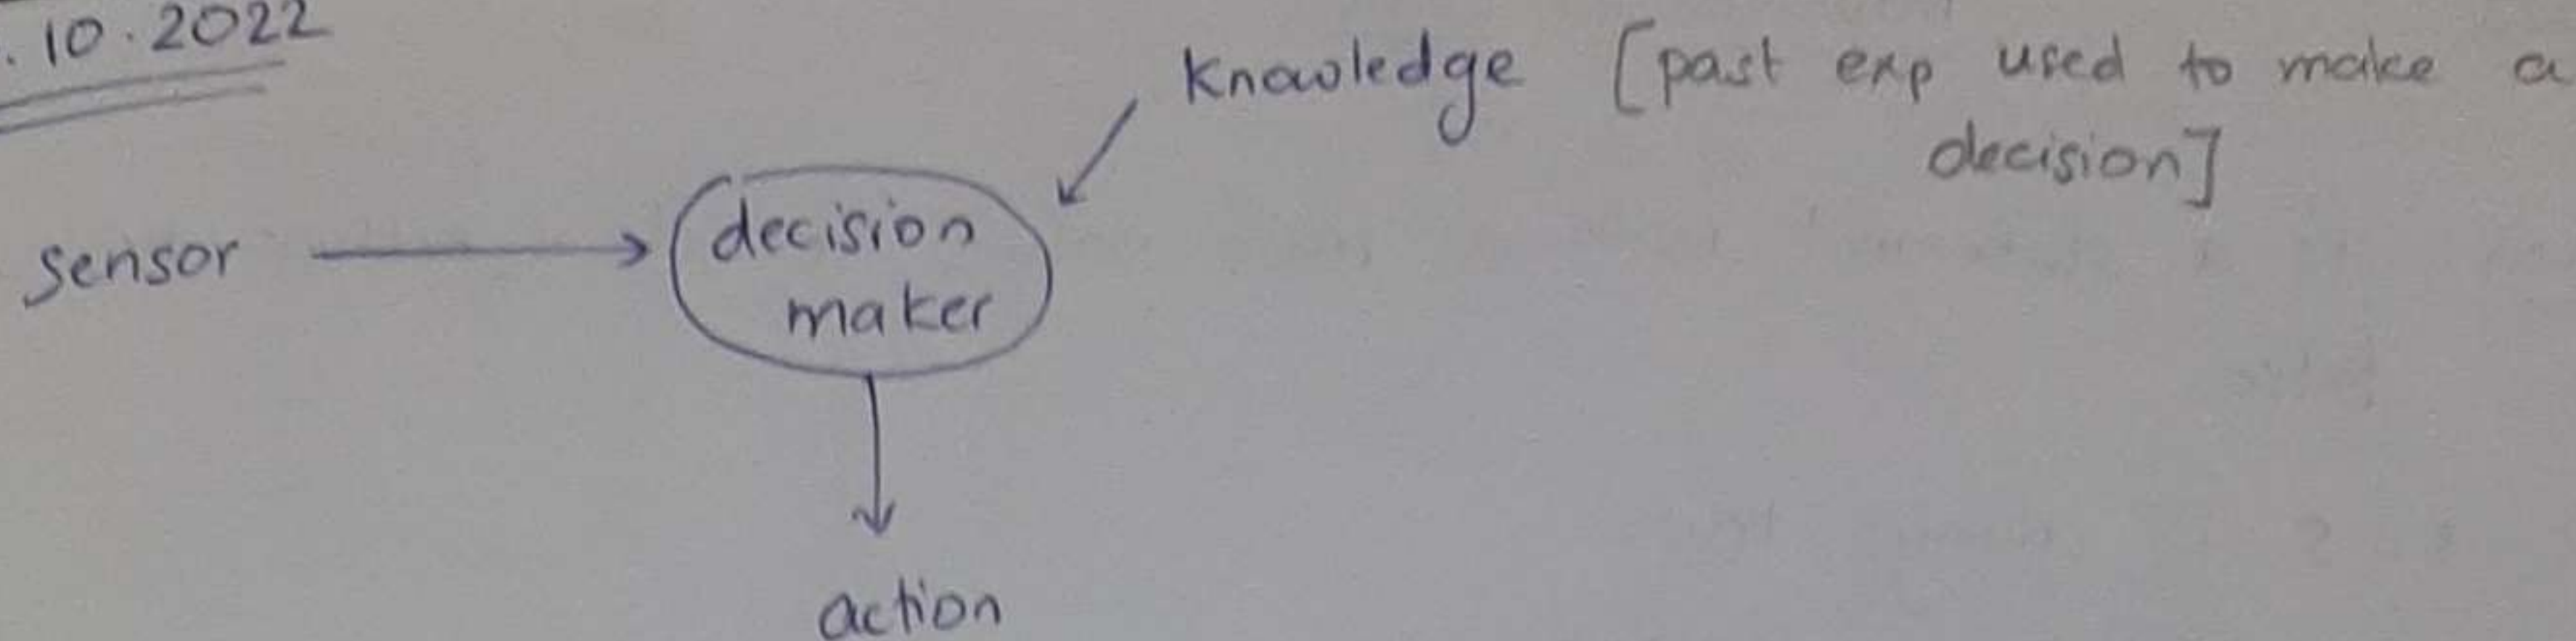 .10.2022
Knowledge [past exp used to make a
decision]
sensor
decision
maker
action